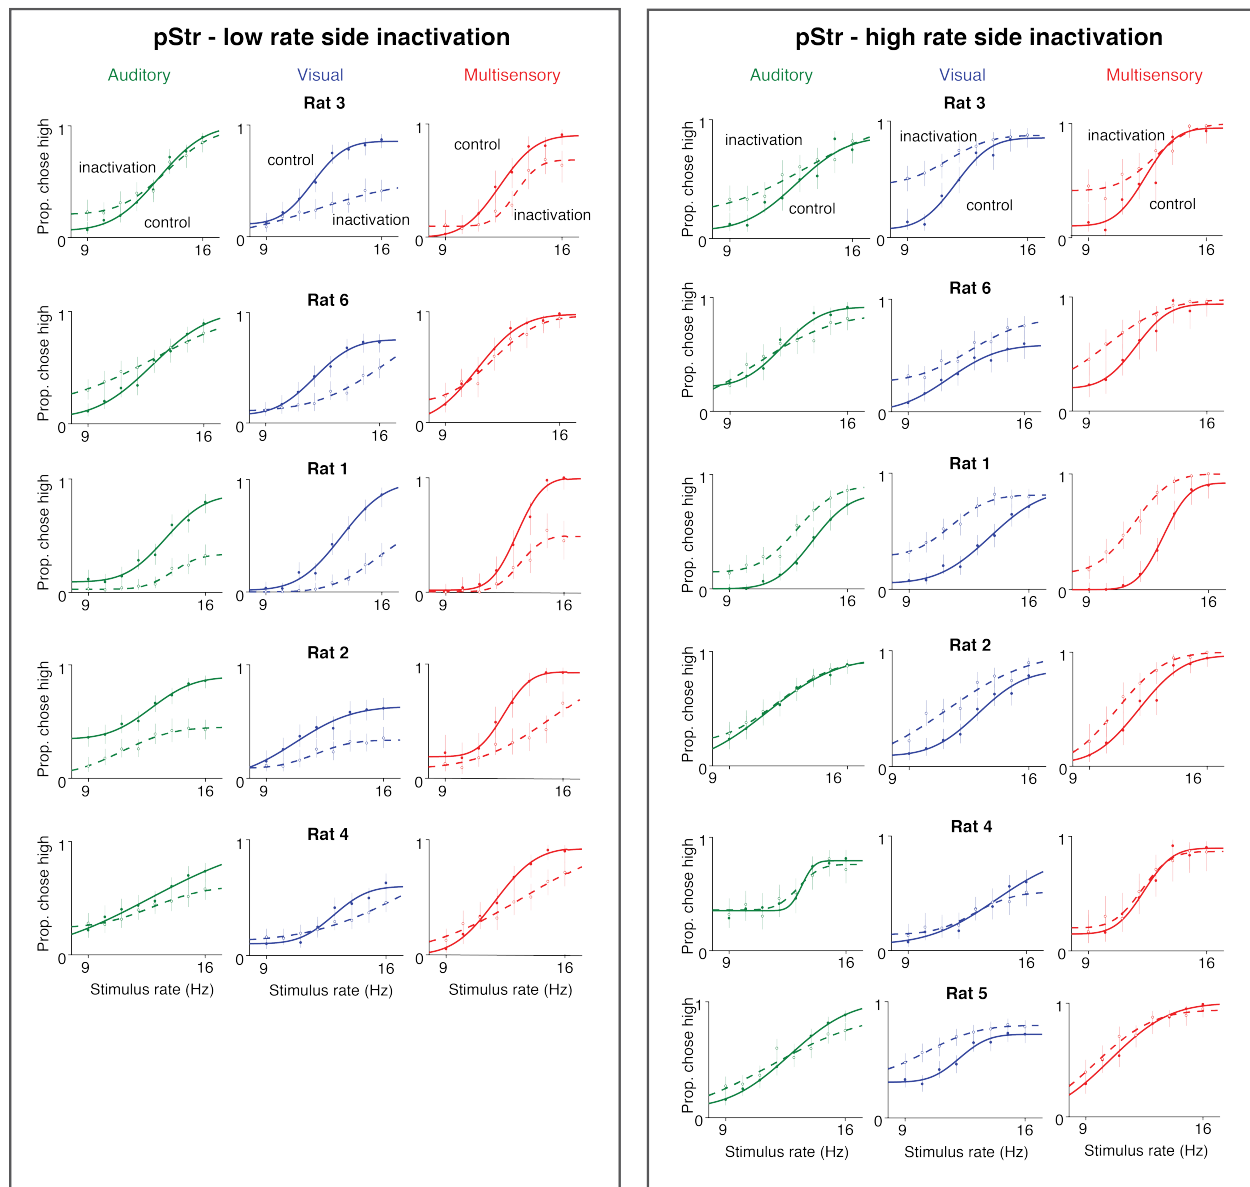 pStr - low rate side inactivation
Auditory Visual Multisensory
Rat 3
Prop. chose high
1
inactivation
control
0
9 16
1
control
inactivation
0
9 16
1
control
inactivation
0
9 16
Rat 6
Prop. chose high
1
0
9 16
1
0
9 16
1
0
9 16
Rat 1
Prop. chose high
1
0
9 16
1
0
9 16
1
0
9 16
Rat 2
Prop. chose high
1
0
9 16
1
0
9 16
1
0
9 16
Rat 4
Prop. chose high
1
0
9 16
1
0
9 16
1
0
9 16
Stimulus rate (Hz) Stimulus rate (Hz) Stimulus rate (Hz)
pStr - high rate side inactivation
Auditory Visual Multisensory
Rat 3
Prop. chose high
1
inactivation
control
0
9 16
1
inactivation
control
0
9 16
1
inactivation
control
0
9 16
Rat 6
Prop. chose high
1
0
9 16
1
0
9 16
1
0
9 16
Rat 1
Prop. chose high
1
0
9 16
1
0
9 16
1
0
9 16
Rat 2
Prop. chose high
1
0
9 16
1
0
9 16
1
0
9 16
Rat 4
Prop. chose high
1
0
9 16
1
0
9 16
1
0
9 16
Rat 5
Prop. chose high
1
0
9 16
1
0
9 16
1
0
9 16
Stimulus rate (Hz) Stimulus rate (Hz) Stimulus rate (Hz)